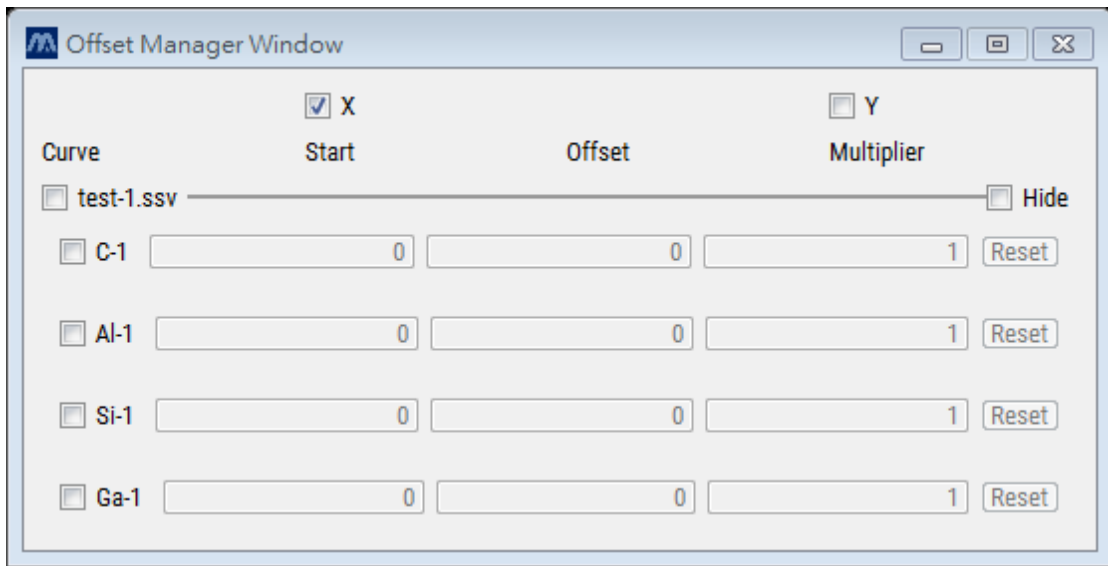 Offset Manager Window
X Y
Curve Start Offset Multiplier
test-1.ssv Hide
C-1 0 0 1 Reset
Al-1 0 0 1 Reset
Si-1 0 0 1 Reset
Ga-1 0 0 1 Reset